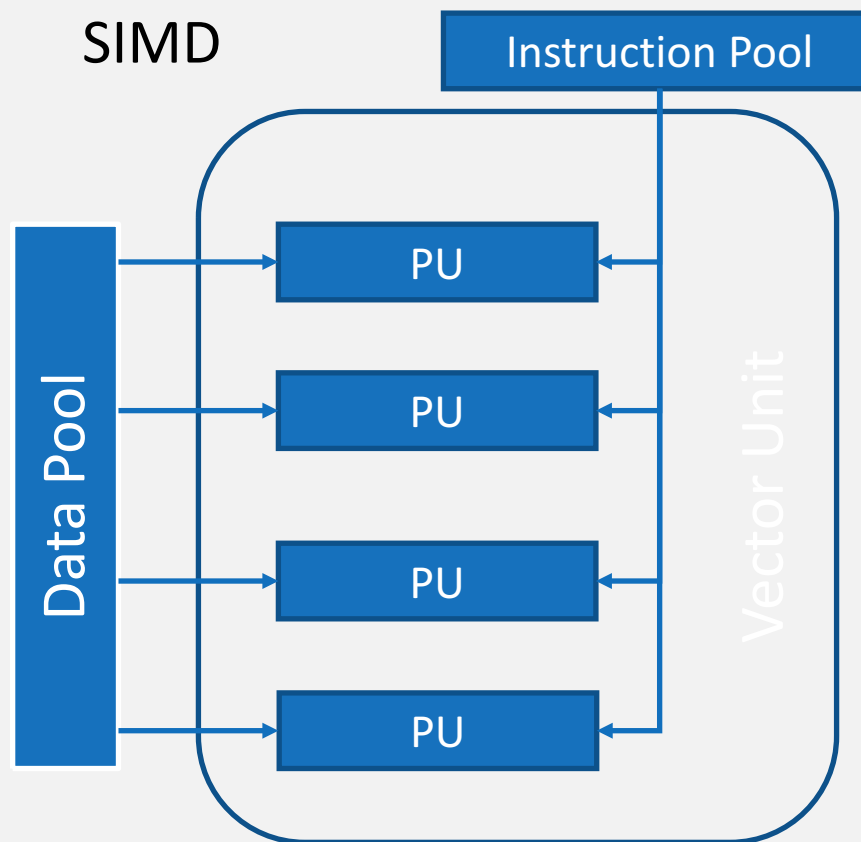 SIMD
Instruction Pool
Data Pool
PU
PU
PU
PU
Vector Unit